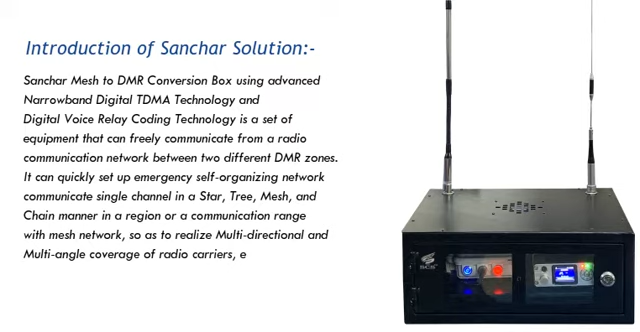 Introduction of Sanchar Solution:-
Sanchar Mesh to DMR Conversion Box using advanced
Narrowband Digital TDMA Technology and
Digital Voice Relay Coding Technology is a set of
equipment that can freely communicate from a radio
communication network between two different DMR zones.
It can quickly set up emergency self-organizing network
communicate single channel in a Star, Tree, Mesh, and
Chain manner in a region or a communication range
with mesh network, so as to realize Multi-directional and
Multi-angle coverage of radio carriers, e
SCS